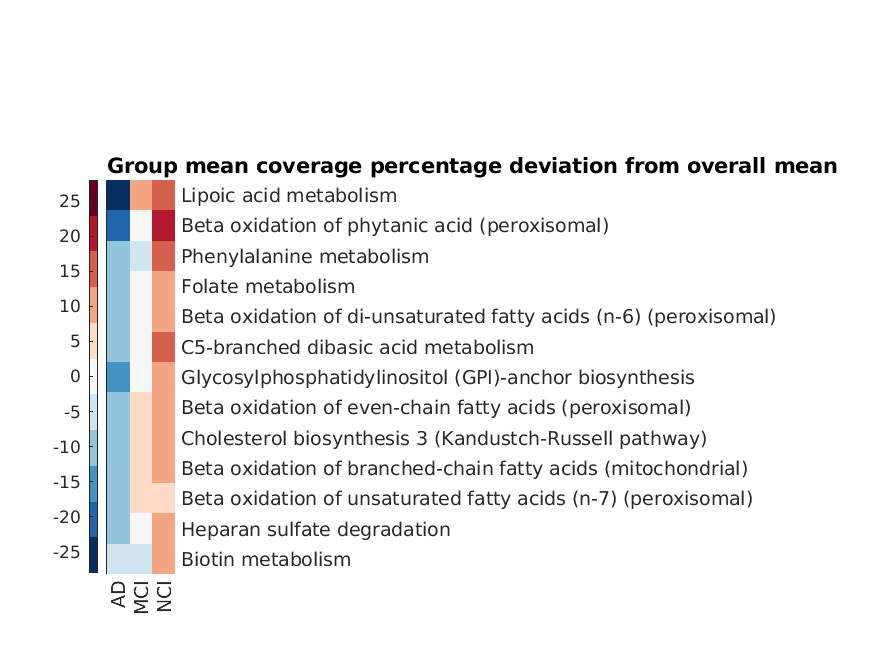 Group mean coverage percentage deviation from overall mean
25
20
15
10
5
0
-5
-10
-15
-20
-25
Lipoic acid metabolism
Beta oxidation of phytanic acid (peroxisomal)
Phenylalanine metabolism
Folate metabolism
Beta oxidation of di-unsaturated fatty acids (n-6) (peroxisomal)
C5-branched dibasic acid metabolism
Glycosylphosphatidylinositol (GPI)-anchor biosynthesis
Beta oxidation of even-chain fatty acids (peroxisomal)
Cholesterol biosynthesis 3 (Kandustch-Russell pathway)
Beta oxidation of branched-chain fatty acids (mitochondrial)
Beta oxidation of unsaturated fatty acids (n-7) (peroxisomal)
Heparan sulfate degradation
Biotin metabolism
AD
MCI
NCI